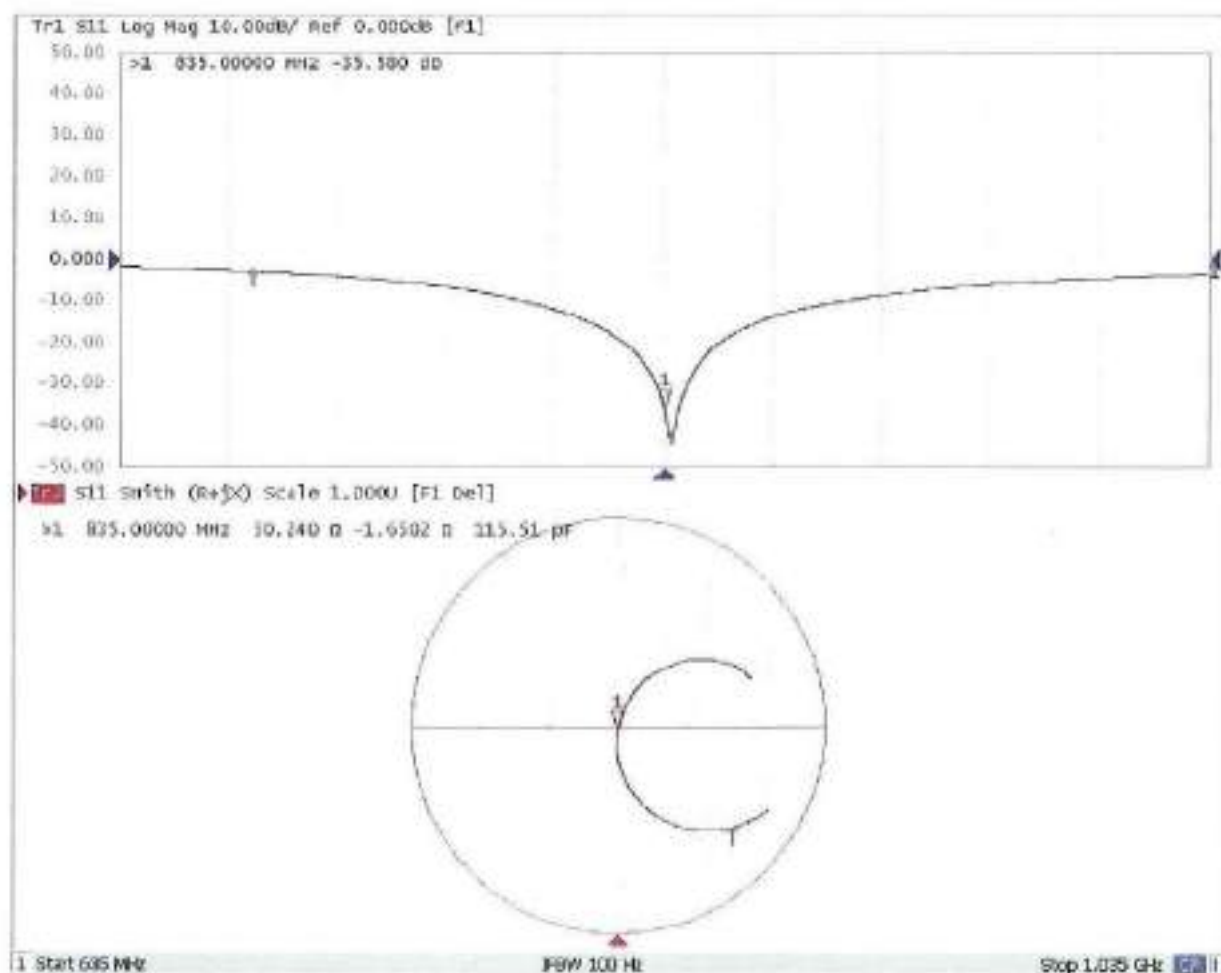 Tr1 S11 Log Mag 10.00dB/ Ref 0.000dB [F1]
50.00
>1 835.00000 MHz -35.580 dB
40.00
30.00
20.00
10.00
0.000
-10.00
-20.00
-30.00
-40.00
-50.00
1
S11 Smith (R+jX) Scale 1.000U [F1 Del]
>1 835.00000 MHz 50.240 Ω -1.6502 Ω 115.51 pF
1
1 Start 635 MHz IFBW 100 Hz Stop 1.035 GHz